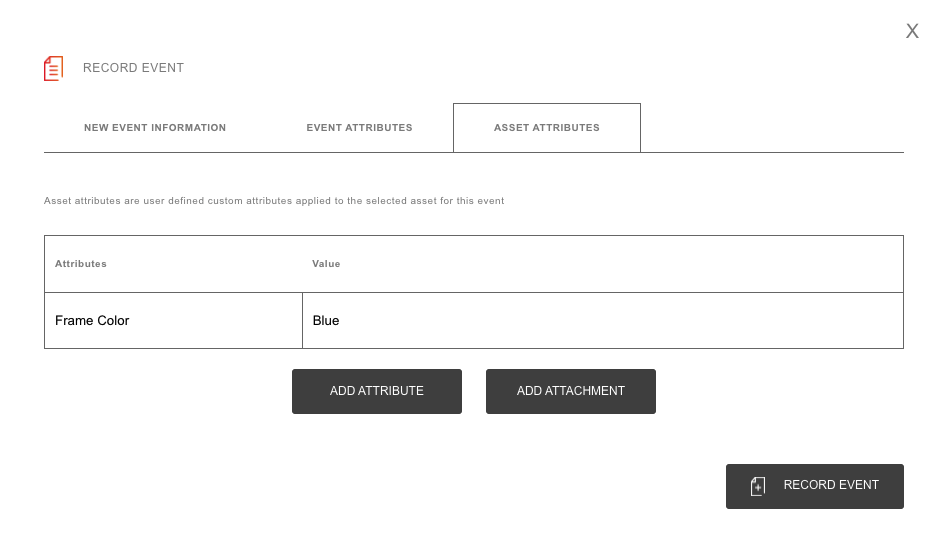 X
RECORD EVENT
NEW EVENT INFORMATION EVENT ATTRIBUTES ASSET ATTRIBUTES
Asset attributes are user defined custom attributes applied to the selected asset for this event
Attributes Value
Frame Color Blue
ADD ATTRIBUTE ADD ATTACHMENT
RECORD EVENT